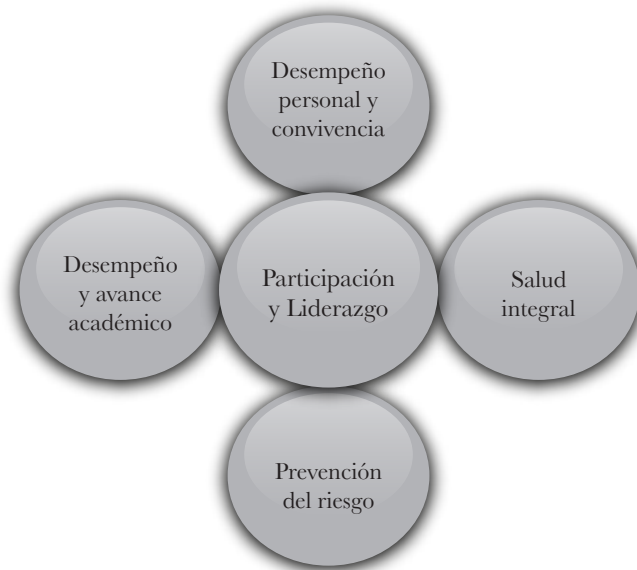 Desempeño
personal y
convivencia
Desempeño
y avance
académico
Participación
y Liderazgo
Salud
integral
Prevención
del riesgo